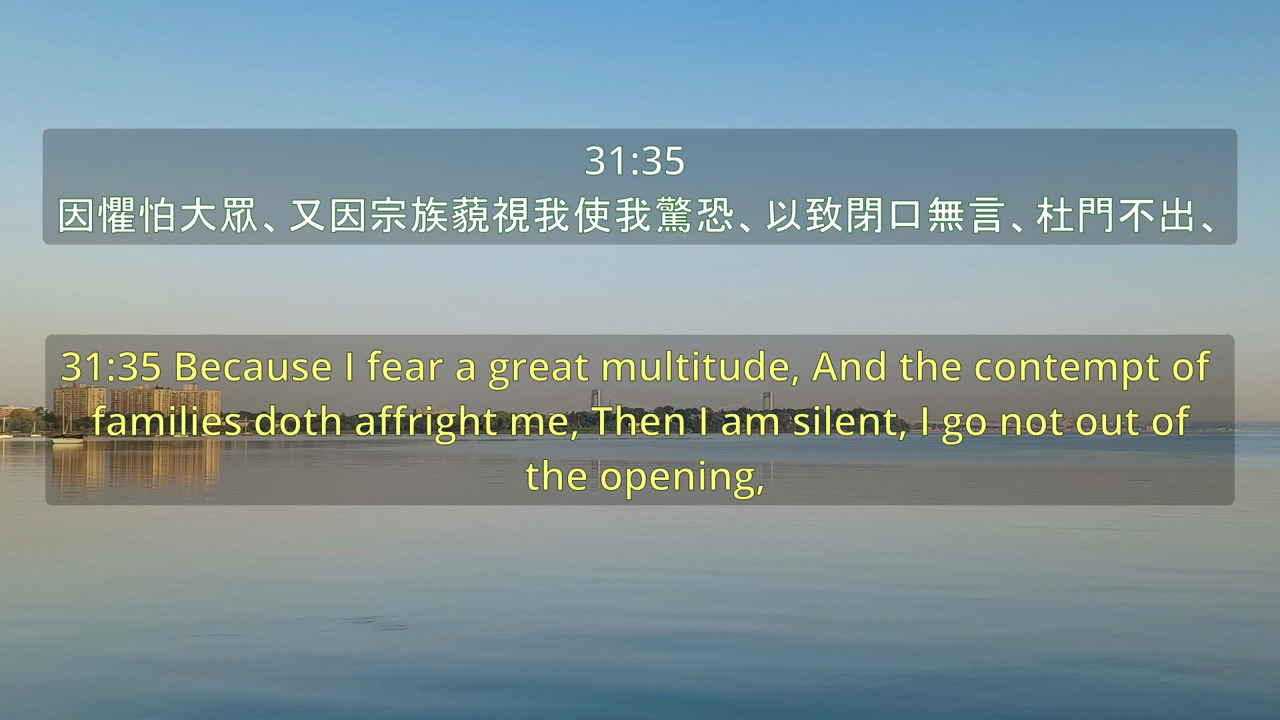 31:35
因懼怕大眾、又因宗族藐視我使我驚恐、以致閉口無言、杜門不出、
31:35 Because I fear a great multitude, And the contempt of
families doth affright me, Then I am silent, I go not out of
the opening,